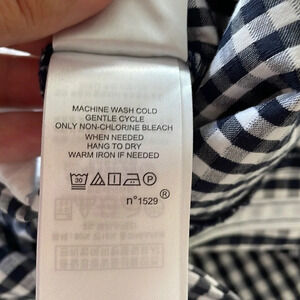 MACHINE WASH COLD
GENTLE CYCLE
ONLY NON-CHLORINE BLEACH
WHEN NEEDED
HANG TO DRY
WARM IRON IF NEEDED
30 P
n°1529®